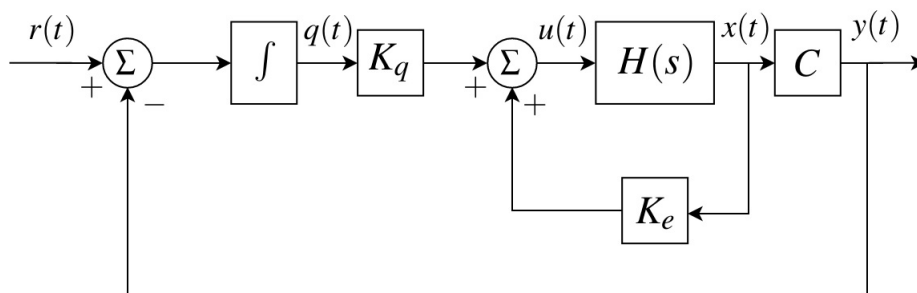 r(t) q(t) u(t) x(t) y(t)
Σ ∫ K_q Σ H(s) C
+ − + +
K_e